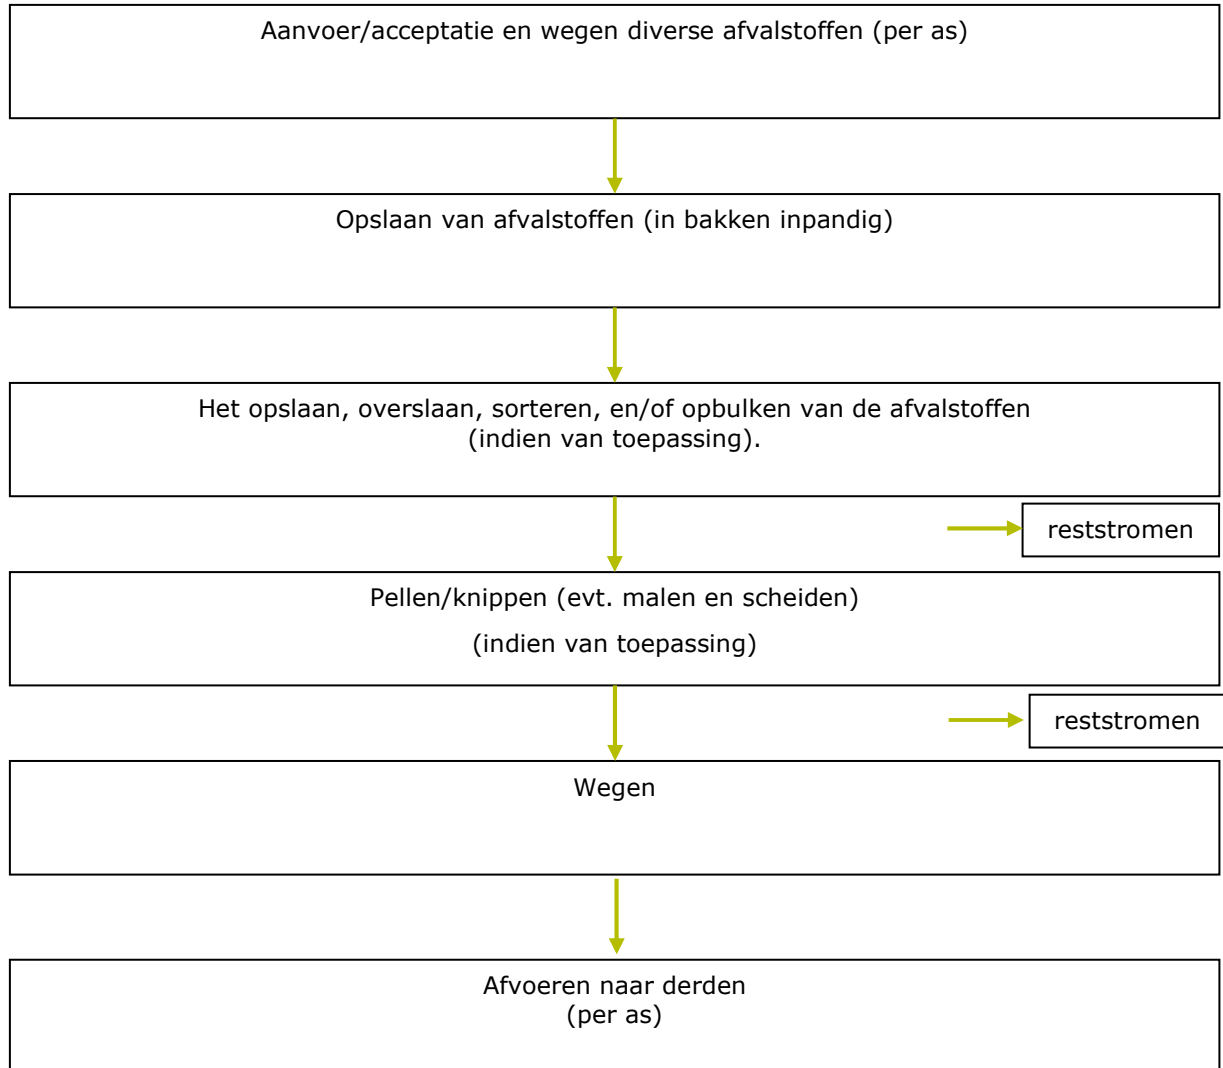 Aanvoer/acceptatie en wegen diverse afvalstoffen (per as)
Opslaan van afvalstoffen (in bakken inpandig)
Het opslaan, overslaan, sorteren, en/of opbulken van de afvalstoffen
(indien van toepassing).
reststromen
Pellen/knippen (evt. malen en scheiden)
(indien van toepassing)
reststromen
Wegen
Afvoeren naar derden
(per as)